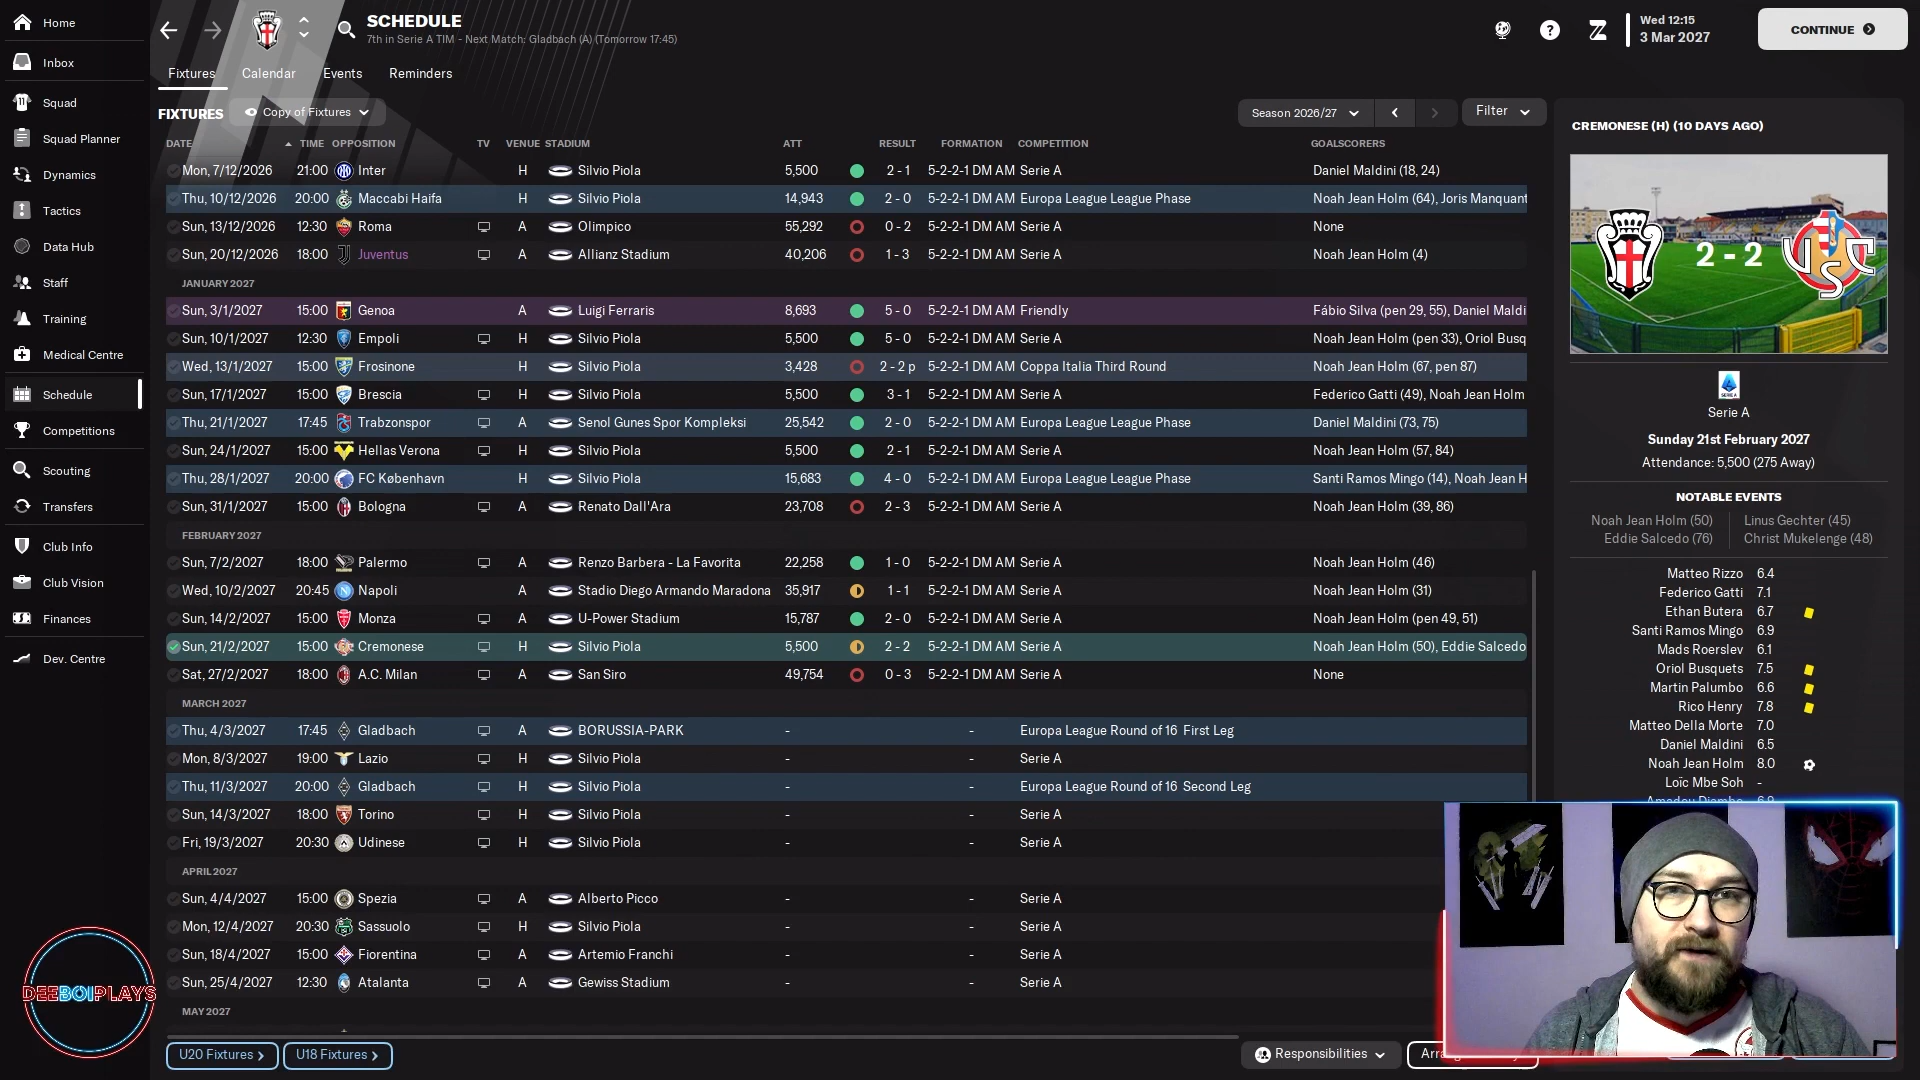 Home
Inbox
Squad
Squad Planner
Dynamics
Tactics
Data Hub
Staff
Training
Medical Centre
Schedule
Competitions
Scouting
Transfers
Club Info
Club Vision
Finances
Dev. Centre
DEEBOIPLAYS
SCHEDULE
7th in Serie A TIM - Next Match: Gladbach (A) (Tomorrow 17:45)
Wed 12:15
3 Mar 2027
CONTINUE
Fixtures Calendar Events Reminders
FIXTURES Copy of Fixtures Season 2026/27 Filter
DATE TIME OPPOSITION TV VENUE STADIUM ATT RESULT FORMATION COMPETITION GOALSCORERS
Mon, 7/12/2026 21:00 Inter H Silvio Piola 5,500 2 - 1 5-2-2-1 DM AM Serie A Daniel Maldini (18, 24)
Thu, 10/12/2026 20:00 Maccabi Haifa H Silvio Piola 14,943 2 - 0 5-2-2-1 DM AM Europa League League Phase Noah Jean Holm (64), Joris Manquant
Sun, 13/12/2026 12:30 Roma A Olimpico 55,292 0 - 2 5-2-2-1 DM AM Serie A None
Sun, 20/12/2026 18:00 Juventus A Allianz Stadium 40,206 1 - 3 5-2-2-1 DM AM Serie A Noah Jean Holm (4)
JANUARY 2027
Sun, 3/1/2027 15:00 Genoa A Luigi Ferraris 8,693 5 - 0 5-2-2-1 DM AM Friendly Fábio Silva (pen 29, 55), Daniel Maldi
Sun, 10/1/2027 12:30 Empoli H Silvio Piola 5,500 5 - 0 5-2-2-1 DM AM Serie A Noah Jean Holm (pen 33), Oriol Busq
Wed, 13/1/2027 15:00 Frosinone H Silvio Piola 3,428 2 - 2 p 5-2-2-1 DM AM Coppa Italia Third Round Noah Jean Holm (67, pen 87)
Sun, 17/1/2027 15:00 Brescia H Silvio Piola 5,500 3 - 1 5-2-2-1 DM AM Serie A Federico Gatti (49), Noah Jean Holm
Thu, 21/1/2027 17:45 Trabzonspor A Senol Gunes Spor Kompleksi 25,542 2 - 0 5-2-2-1 DM AM Europa League League Phase Daniel Maldini (73, 75)
Sun, 24/1/2027 15:00 Hellas Verona H Silvio Piola 5,500 2 - 1 5-2-2-1 DM AM Serie A Noah Jean Holm (57, 84)
Thu, 28/1/2027 20:00 FC København H Silvio Piola 15,683 4 - 0 5-2-2-1 DM AM Europa League League Phase Santi Ramos Mingo (14), Noah Jean H
Sun, 31/1/2027 15:00 Bologna A Renato Dall'Ara 23,708 2 - 3 5-2-2-1 DM AM Serie A Noah Jean Holm (39, 86)
FEBRUARY 2027
Sun, 7/2/2027 18:00 Palermo A Renzo Barbera - La Favorita 22,258 1 - 0 5-2-2-1 DM AM Serie A Noah Jean Holm (46)
Wed, 10/2/2027 20:45 Napoli A Stadio Diego Armando Maradona 35,917 1 - 1 5-2-2-1 DM AM Serie A Noah Jean Holm (31)
Sun, 14/2/2027 15:00 Monza A U-Power Stadium 15,787 2 - 0 5-2-2-1 DM AM Serie A Noah Jean Holm (pen 49, 51)
Sun, 21/2/2027 15:00 Cremonese H Silvio Piola 5,500 2 - 2 5-2-2-1 DM AM Serie A Noah Jean Holm (50), Eddie Salcedo
Sat, 27/2/2027 18:00 A.C. Milan A San Siro 49,754 0 - 3 5-2-2-1 DM AM Serie A None
MARCH 2027
Thu, 4/3/2027 17:45 Gladbach A BORUSSIA-PARK - - Europa League Round of 16 First Leg
Mon, 8/3/2027 19:00 Lazio H Silvio Piola - - Serie A
Thu, 11/3/2027 20:00 Gladbach H Silvio Piola - - Europa League Round of 16 Second Leg
Sun, 14/3/2027 18:00 Torino H Silvio Piola - - Serie A
Fri, 19/3/2027 20:30 Udinese H Silvio Piola - - Serie A
APRIL 2027
Sun, 4/4/2027 15:00 Spezia A Alberto Picco - - Serie A
Mon, 12/4/2027 20:30 Sassuolo H Silvio Piola - - Serie A
Sun, 18/4/2027 15:00 Fiorentina A Artemio Franchi - - Serie A
Sun, 25/4/2027 12:30 Atalanta A Gewiss Stadium - - Serie A
MAY 2027
U20 Fixtures U18 Fixtures Responsibilities
CREMONESE (H) (10 DAYS AGO)
2 - 2
USC
SERIE A
Serie A
Sunday 21st February 2027
Attendance: 5,500 (275 Away)
NOTABLE EVENTS
Noah Jean Holm (50) Linus Gechter (45)
Eddie Salcedo (76) Christ Mukelenge (48)
Matteo Rizzo 6.4
Federico Gatti 7.1
Ethan Butera 6.7
Santi Ramos Mingo 6.9
Mads Roerslev 6.1
Oriol Busquets 7.5
Martin Palumbo 6.6
Rico Henry 7.8
Matteo Della Morte 7.0
Daniel Maldini 6.5
Noah Jean Holm 8.0
Loïc Mbe Soh -